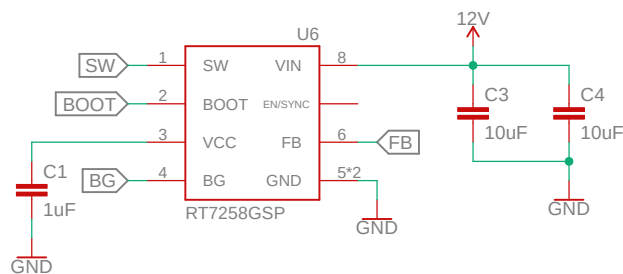 12V
U6
SW 1 SW VIN 8
BOOT 2 BOOT EN/SYNC
C3 C4
10uF 10uF
3 VCC FB 6 FB
C1
BG 4 BG GND 5*2
1uF
RT7258GSP
GND
GND
GND